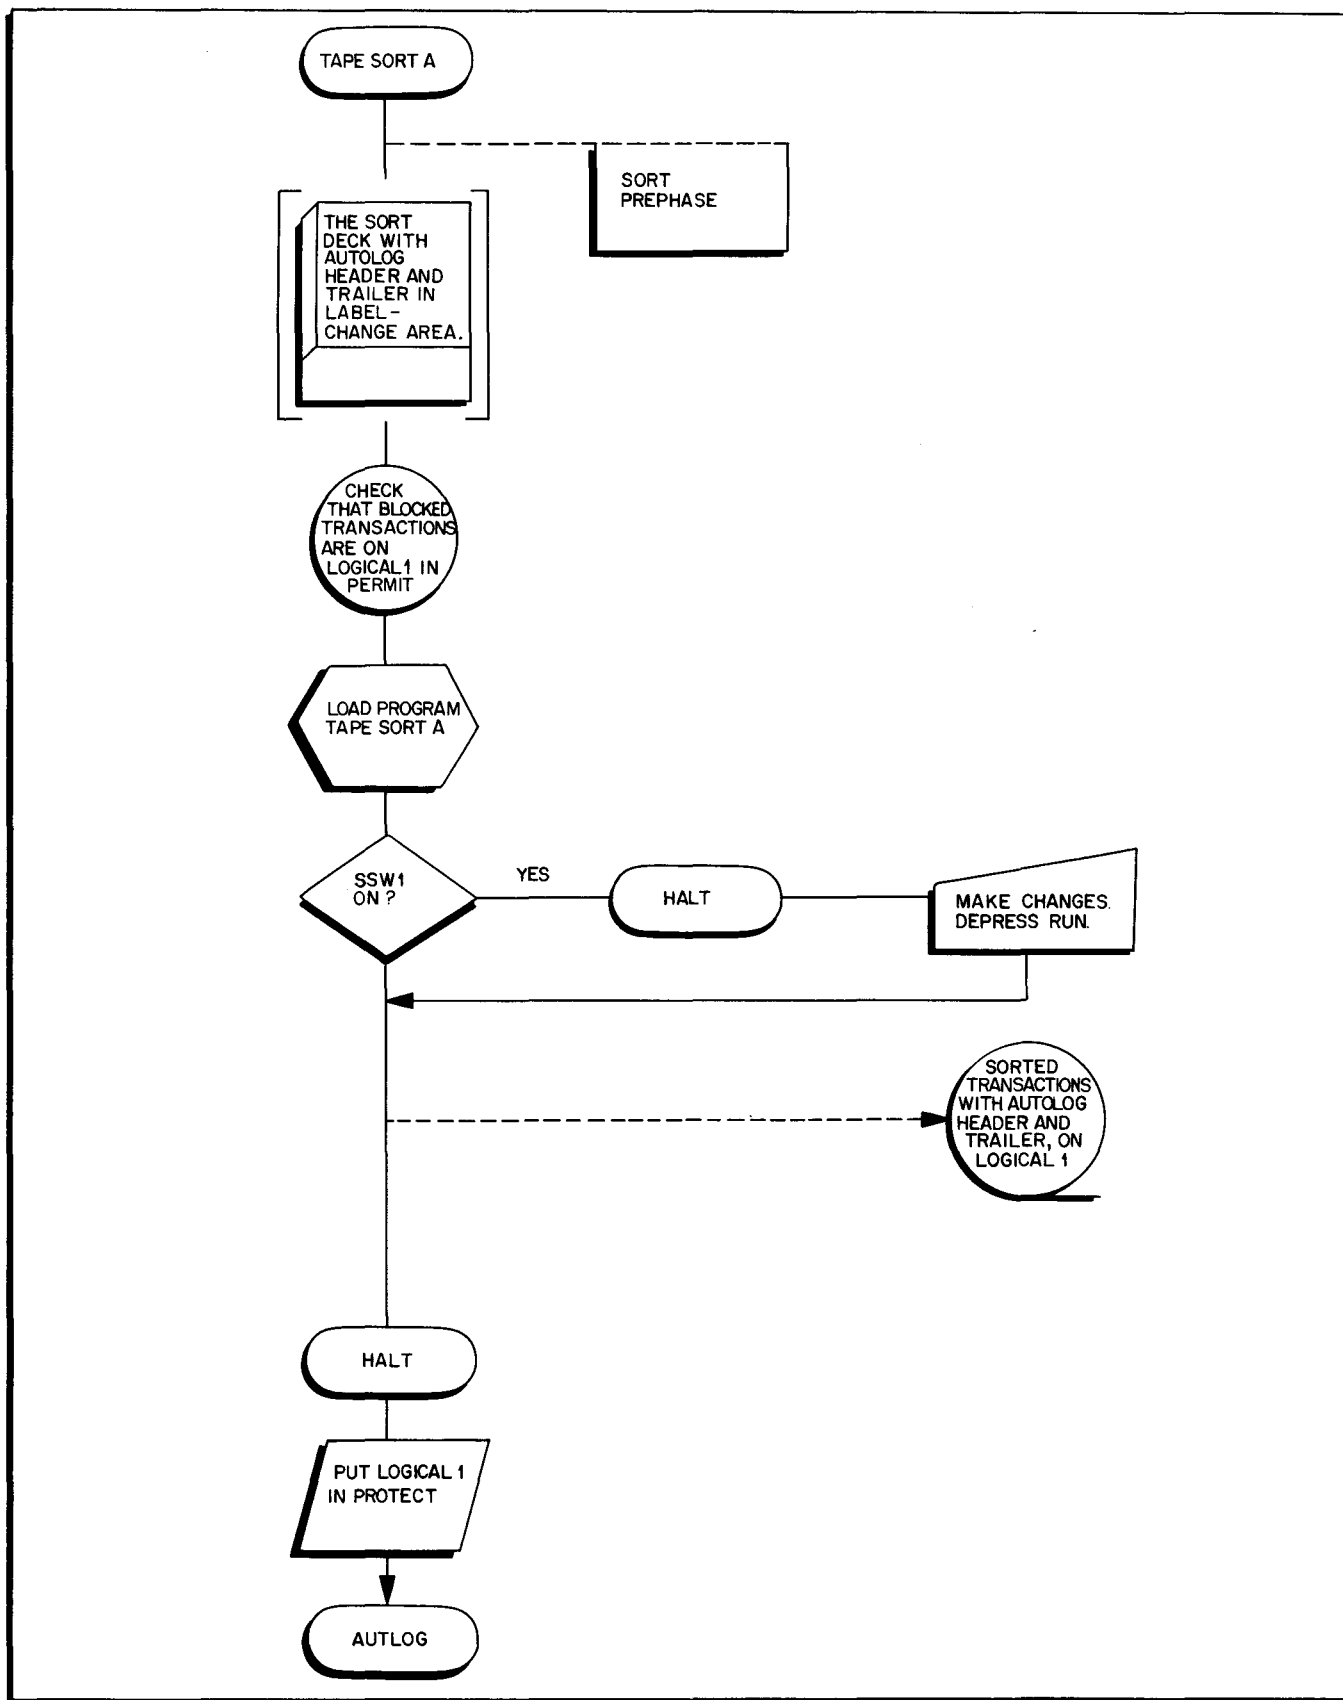 TAPE SORT A
SORT
PREPHASE
THE SORT
DECK WITH
AUTOLOG
HEADER AND
TRAILER IN
LABEL-
CHANGE AREA.
CHECK
THAT BLOCKED
TRANSACTIONS
ARE ON
LOGICAL 1 IN
PERMIT
LOAD PROGRAM
TAPE SORT A
SSW1
ON ?
YES
HALT
MAKE CHANGES.
DEPRESS RUN.
SORTED
TRANSACTIONS
WITH AUTOLOG
HEADER AND
TRAILER, ON
LOGICAL 1
HALT
PUT LOGICAL 1
IN PROTECT
AUTLOG